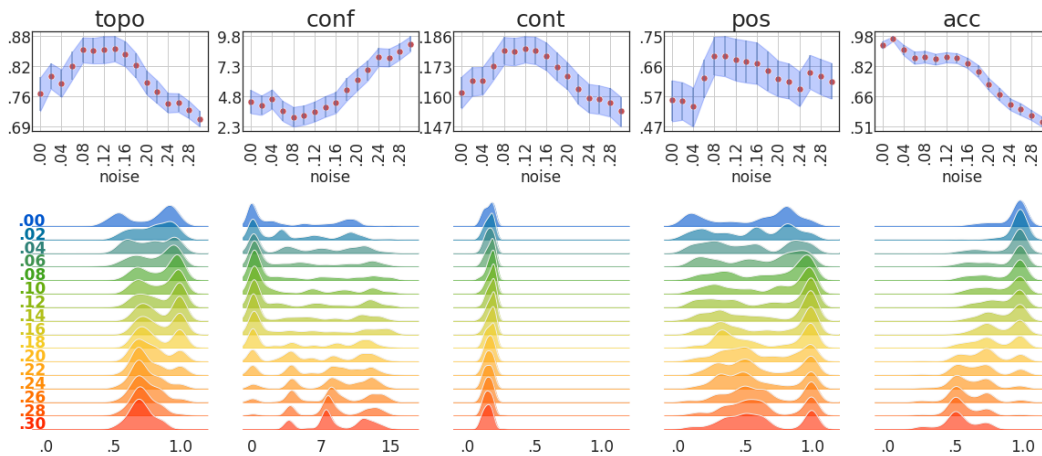 topo conf cont pos acc
.88 9.8 .186 .75 .98
.82 7.3 .173 .66 .82
.76 4.8 .160 .57 .66
.69 2.3 .147 .47 .51
.00 .04 .08 .12 .16 .20 .24 .28 .00 .04 .08 .12 .16 .20 .24 .28 .00 .04 .08 .12 .16 .20 .24 .28 .00 .04 .08 .12 .16 .20 .24 .28 .00 .04 .08 .12 .16 .20 .24 .28
noise noise noise noise noise
.00
.02
.04
.06
.08
.10
.12
.14
.16
.18
.20
.22
.24
.26
.28
.30
.0 .5 1.0 0 7 15 .0 .5 1.0 .0 .5 1.0 .0 .5 1.0